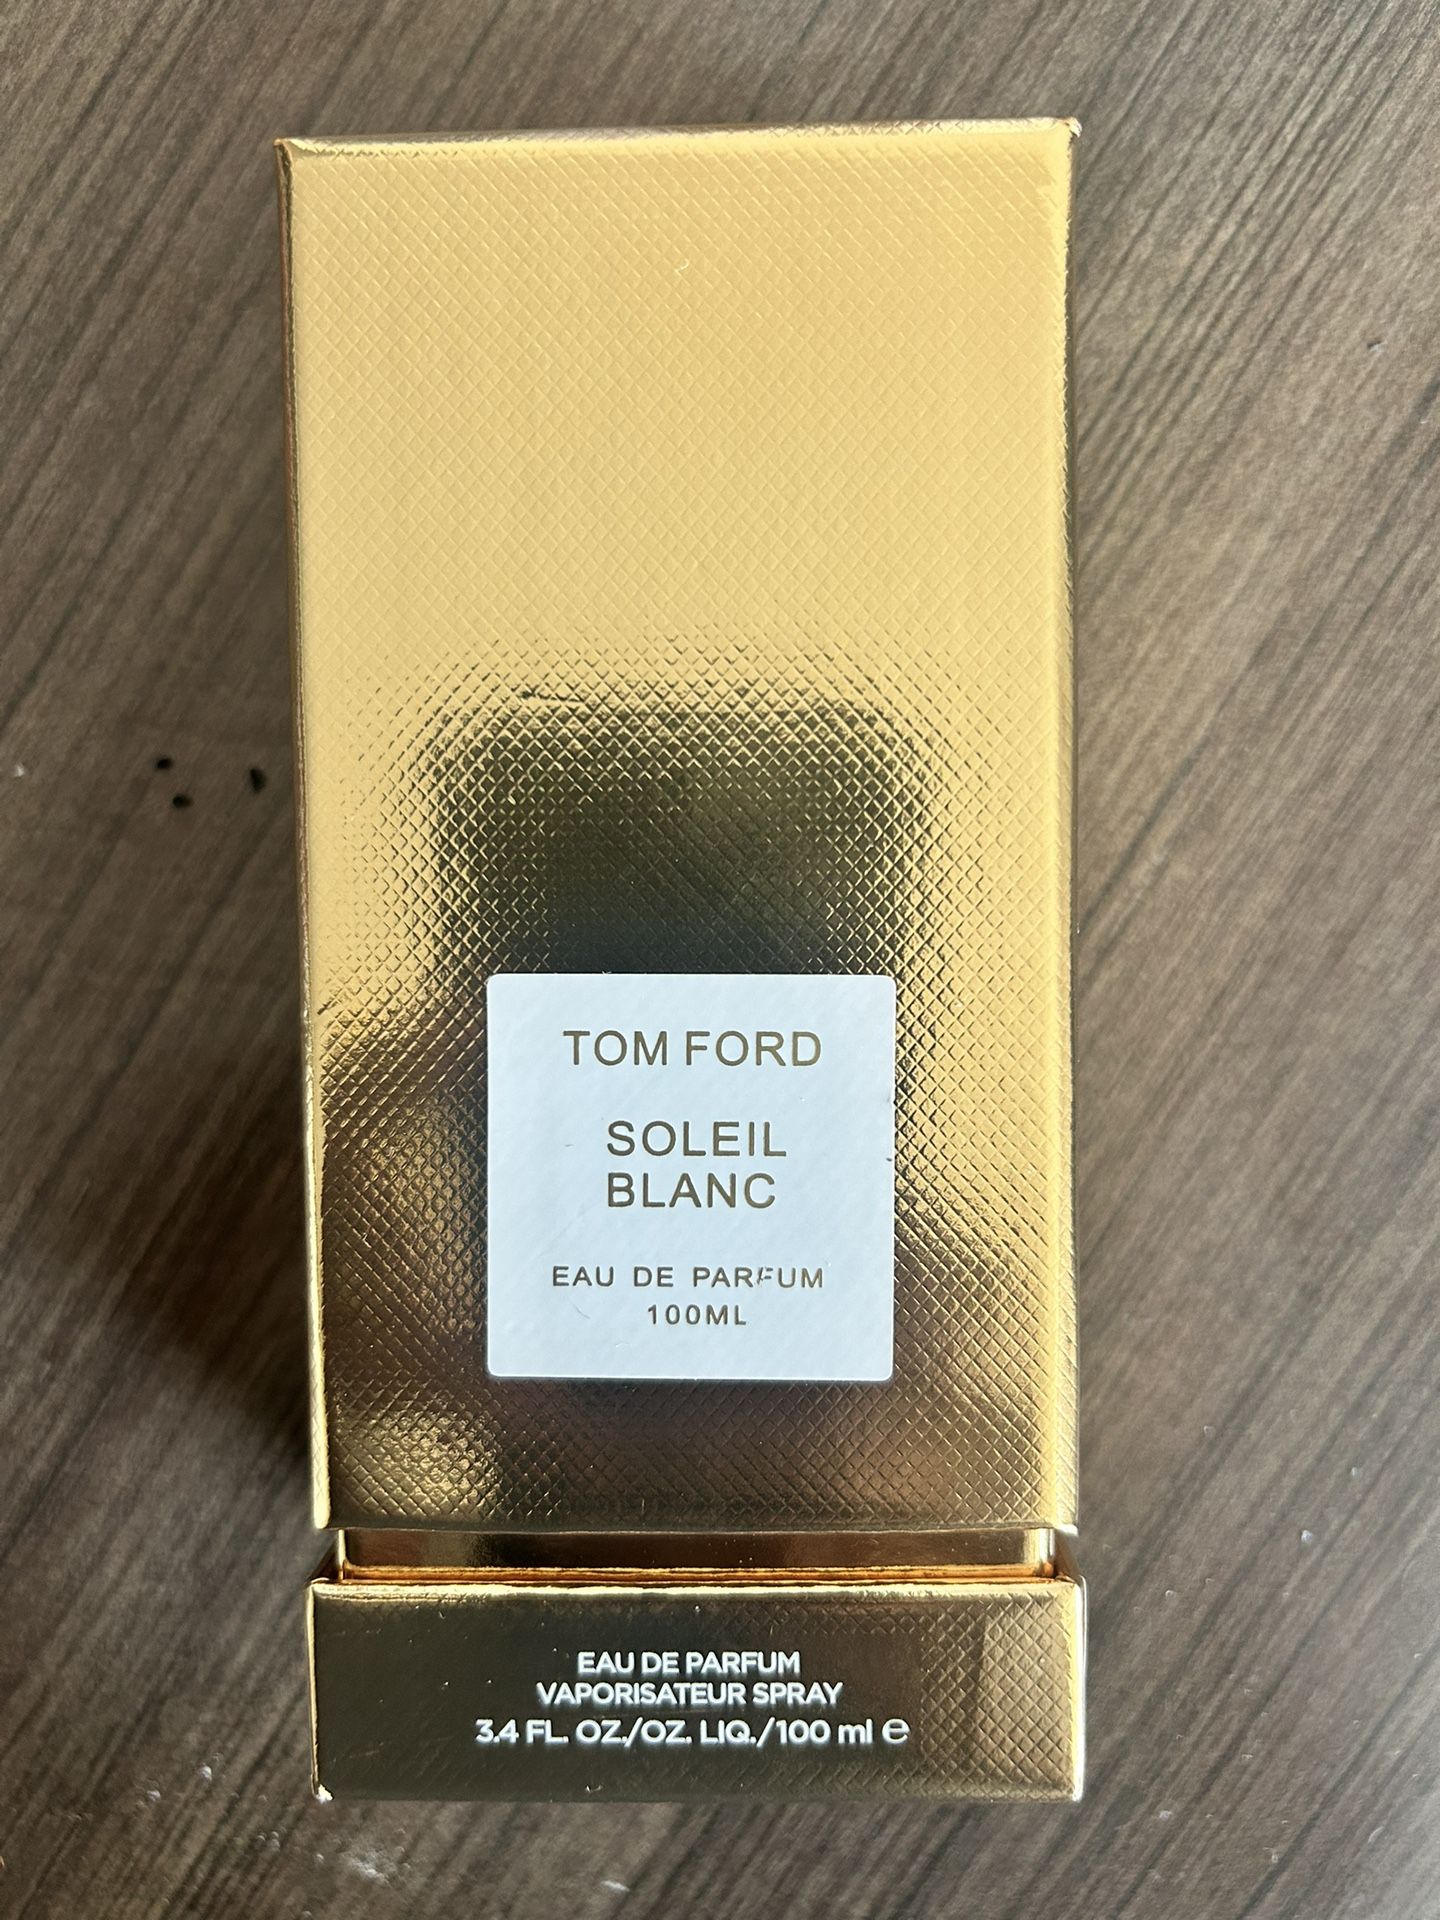 TOM FORD
SOLEIL
BLANC
EAU DE PARFUM
100ML
EAU DE PARFUM
VAPORISATEUR SPRAY
3.4 FL. OZ./OZ. LIQ./100 ml ℮